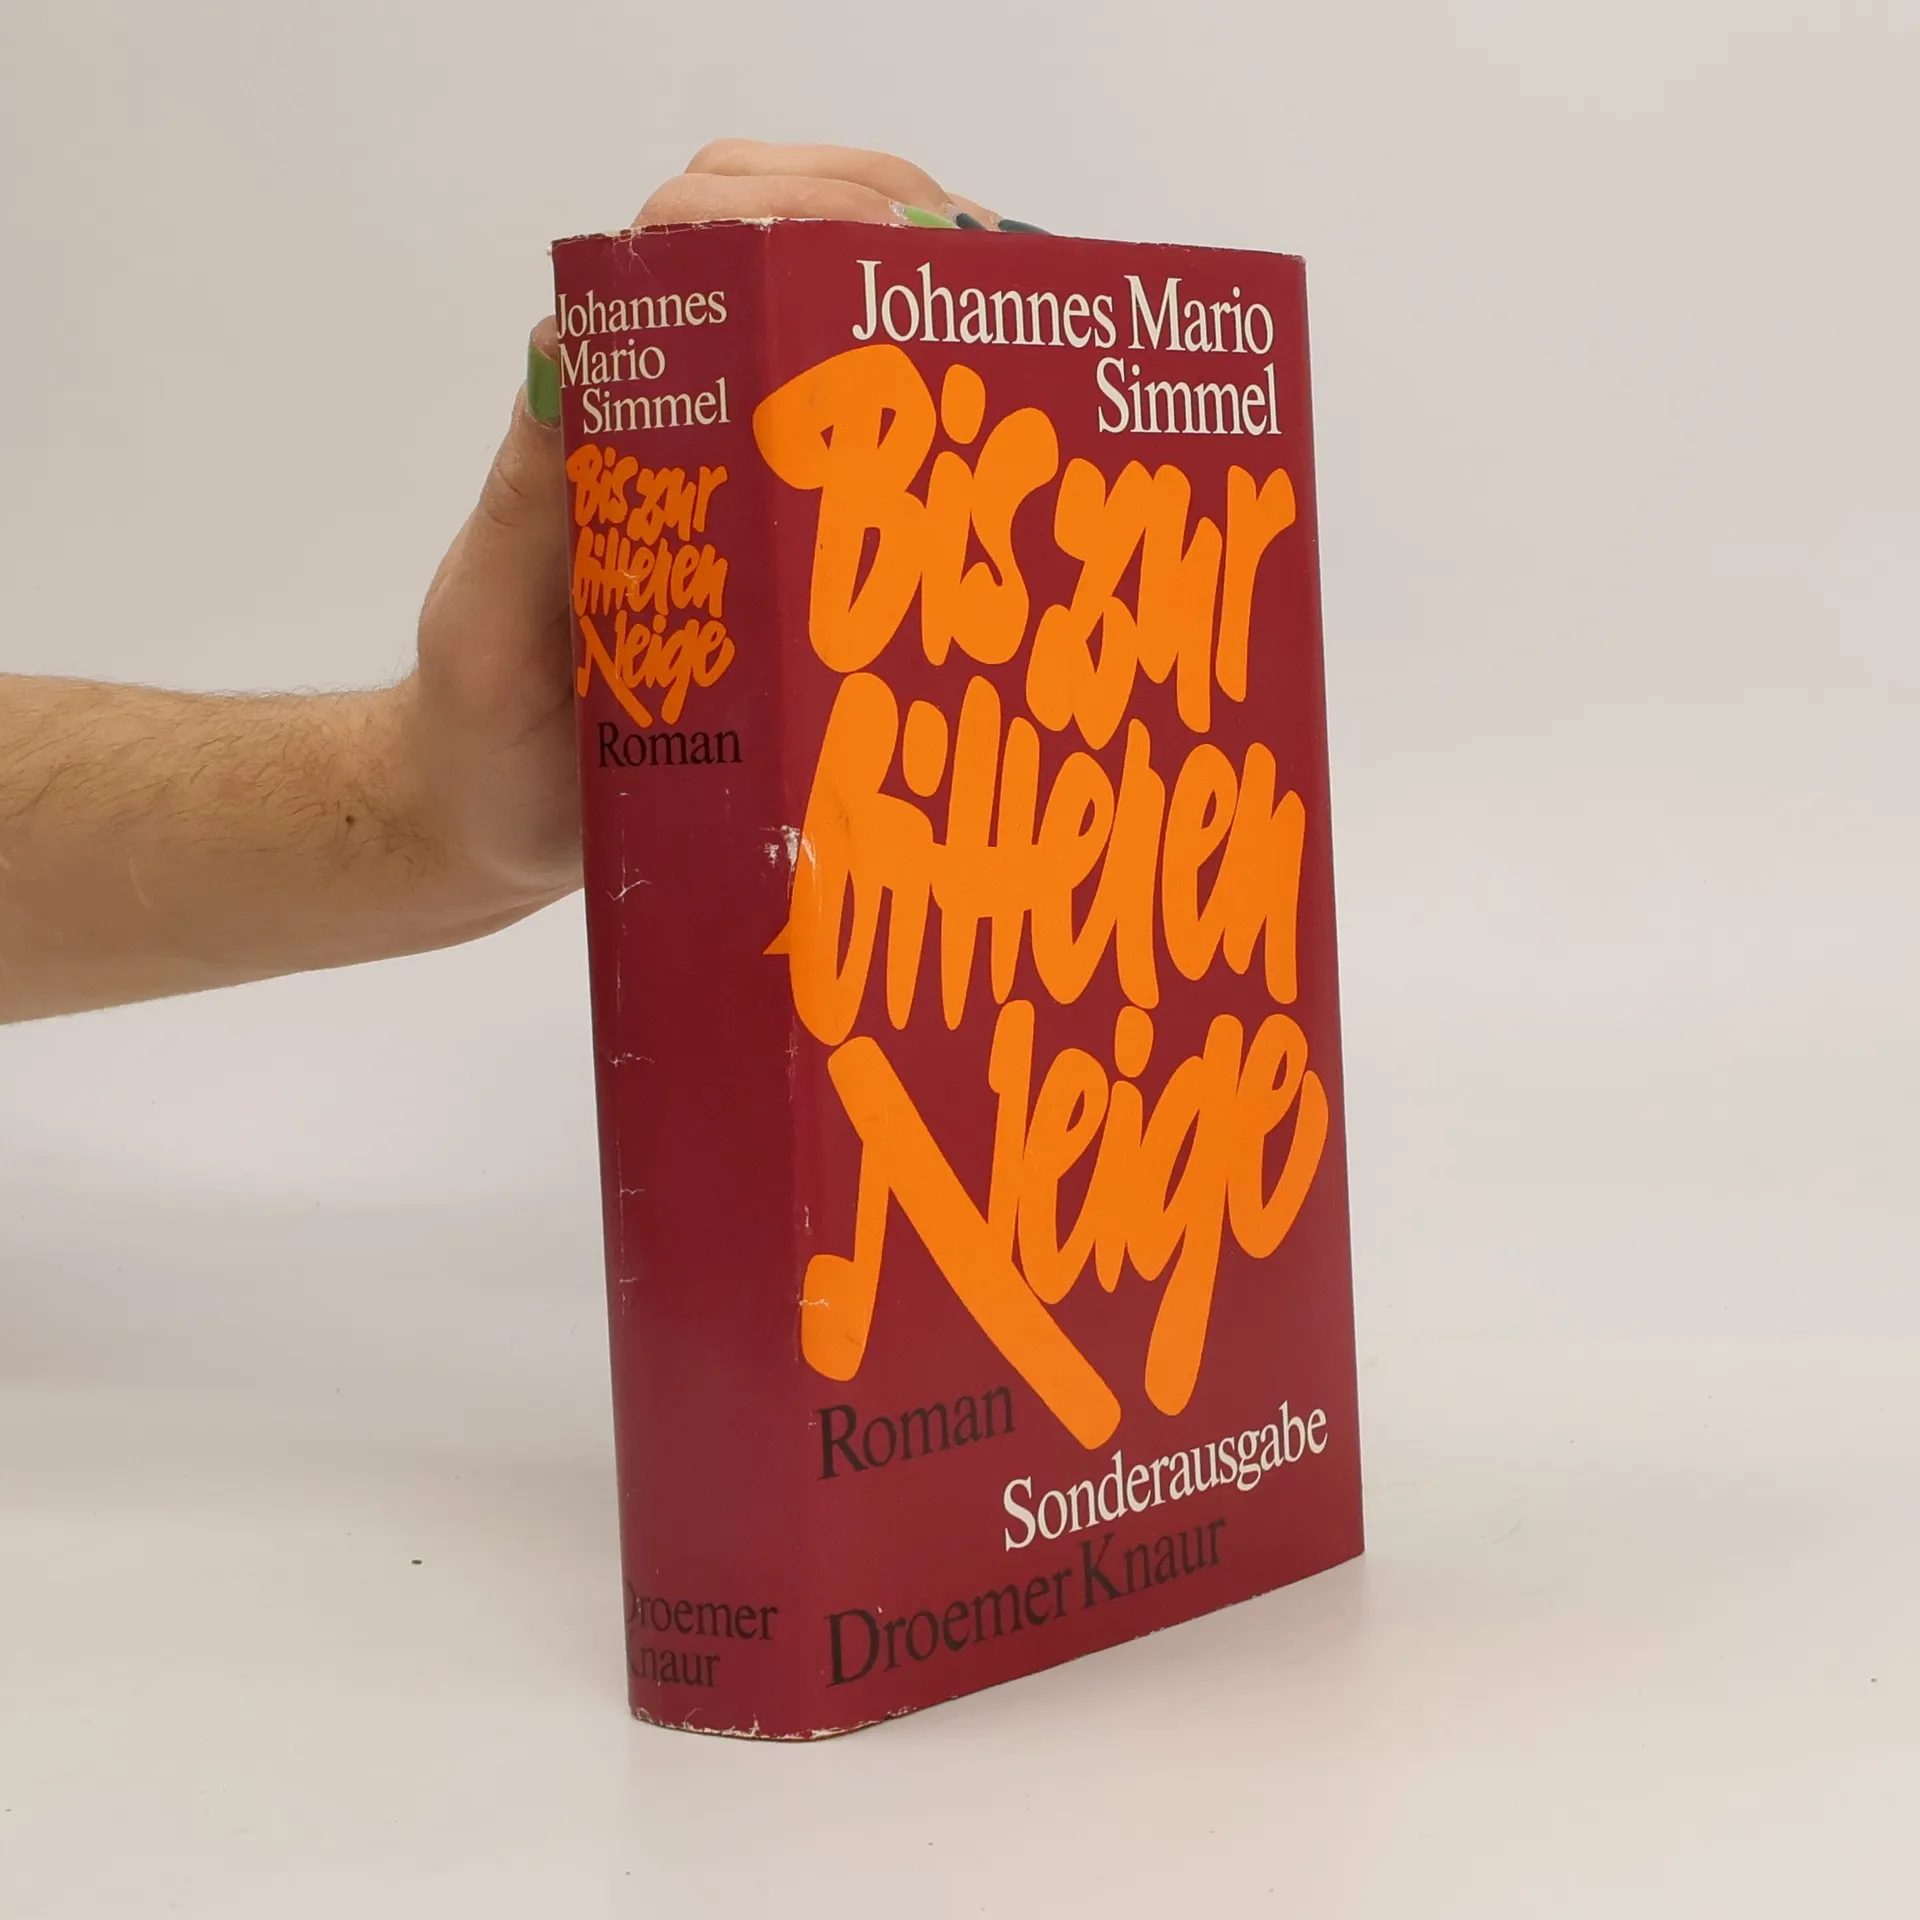 Johannes
Mario
Simmel
Bis zur
bitteren
Neige
Roman
Droemer
Knaur
Johannes Mario
Simmel
Bis zur
bitteren
Neige
Roman
Sonderausgabe
Droemer Knaur